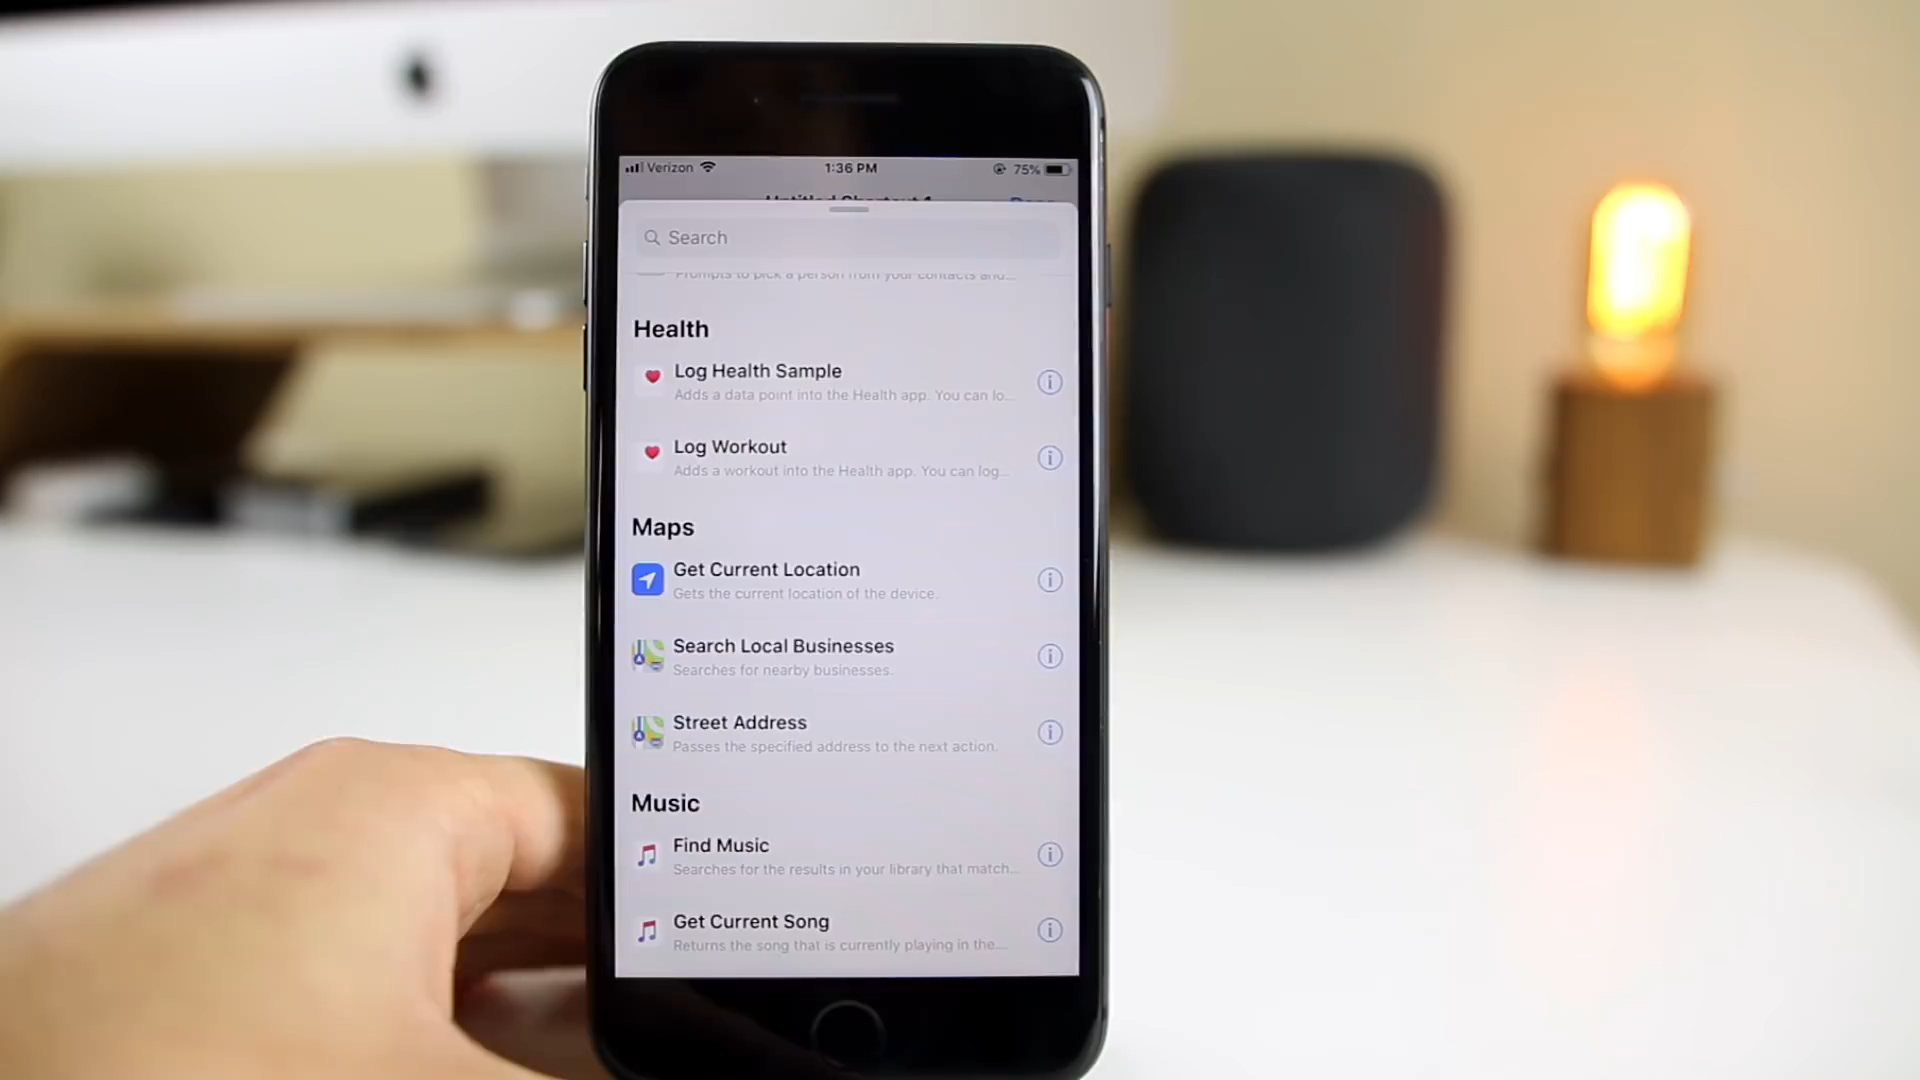 Verizon 1:36 PM 75%
Untitled Shortcut 1 Done
Search
Prompts to pick a person from your contacts and...
Health
Log Health Sample
Adds a data point into the Health app. You can lo...
Log Workout
Adds a workout into the Health app. You can log...
Maps
Get Current Location
Gets the current location of the device.
Search Local Businesses
Searches for nearby businesses.
Street Address
Passes the specified address to the next action.
Music
Find Music
Searches for the results in your library that match...
Get Current Song
Returns the song that is currently playing in the...